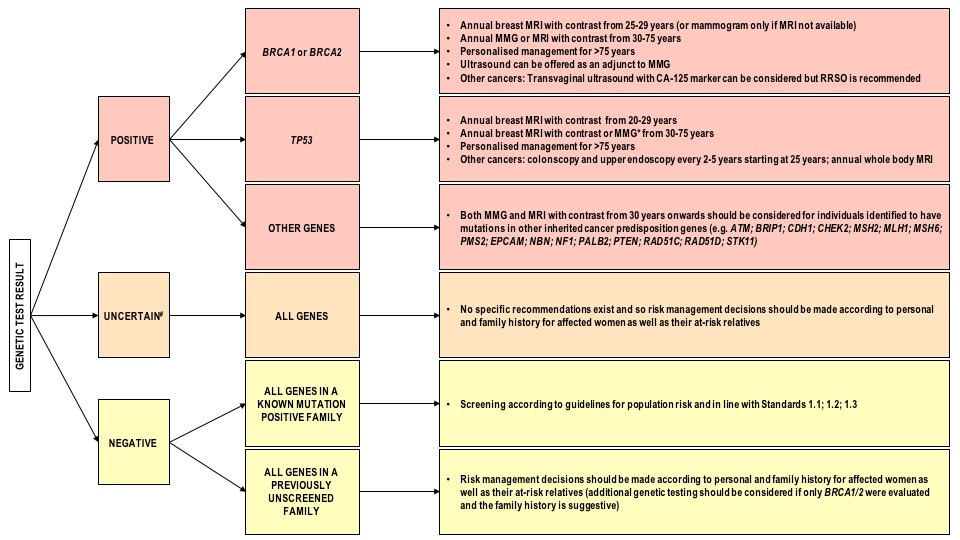 GENETIC TEST RESULT
POSITIVE
BRCA1 or BRCA2
• Annual breast MRI with contrast from 25-29 years (or mammogram only if MRI not available)
• Annual MMG or MRI with contrast from 30-75 years
• Personalised management for >75 years
• Ultrasound can be offered as an adjunct to MMG
• Other cancers: Transvaginal ultrasound with CA-125 marker can be considered but RRSO is recommended
TP53
• Annual breast MRI with contrast from 20-29 years
• Annual breast MRI with contrast or MMG* from 30-75 years
• Personalised management for >75 years
• Other cancers: colonscopy and upper endoscopy every 2-5 years starting at 25 years; annual whole body MRI
OTHER GENES
• Both MMG and MRI with contrast from 30 years onwards should be considered for individuals identified to have
mutations in other inherited cancer predisposition genes (e.g. ATM; BRIP1; CDH1; CHEK2; MSH2; MLH1; MSH6;
PMS2; EPCAM; NBN; NF1; PALB2; PTEN; RAD51C; RAD51D; STK11)
UNCERTAIN#
ALL GENES
• No specific recommendations exist and so risk management decisions should be made according to personal
and family history for affected women as well as their at-risk relatives
NEGATIVE
ALL GENES IN A
KNOWN MUTATION
POSITIVE FAMILY
• Screening according to guidelines for population risk and in line with Standards 1.1; 1.2; 1.3
ALL GENES IN A
PREVIOUSLY
UNSCREENED
FAMILY
• Risk management decisions should be made according to personal and family history for affected women as
well as their at-risk relatives (additional genetic testing should be considered if only BRCA1/2 were evaluated
and the family history is suggestive)